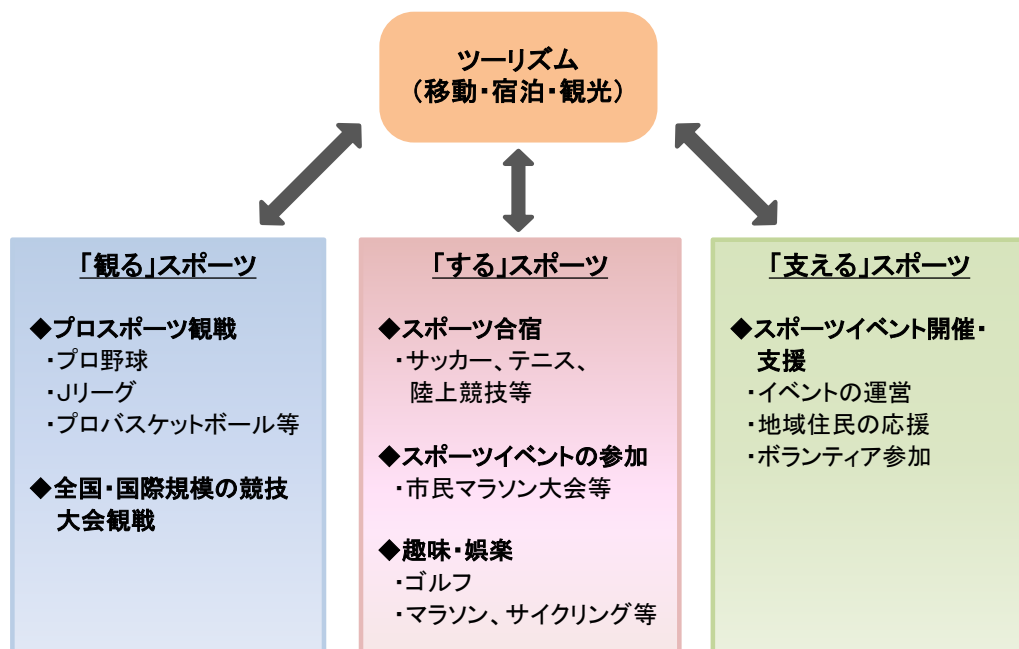 ツーリズム
(移動・宿泊・観光)
「観る」スポーツ
◆プロスポーツ観戦
・プロ野球
・Jリーグ
・プロバスケットボール等
◆全国・国際規模の競技
大会観戦
「する」スポーツ
◆スポーツ合宿
・サッカー、テニス、
陸上競技等
◆スポーツイベントの参加
・市民マラソン大会等
◆趣味・娯楽
・ゴルフ
・マラソン、サイクリング等
「支える」スポーツ
◆スポーツイベント開催・
支援
・イベントの運営
・地域住民の応援
・ボランティア参加